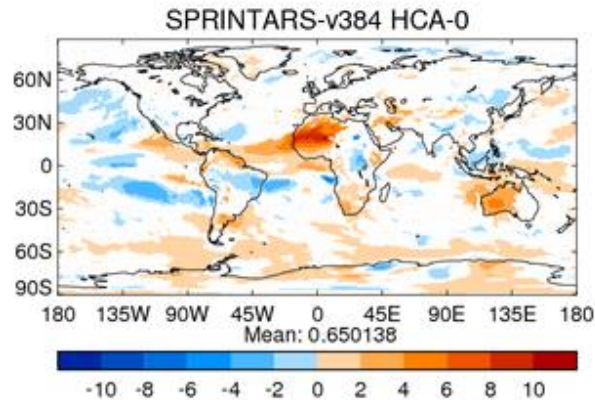 SPRINTARS-v384 HCA-0
60N
30N
0
30S
60S
90S
180 135W 90W 45W 0 45E 90E 135E 180
Mean: 0.650138
-10 -8 -6 -4 -2 0 2 4 6 8 10